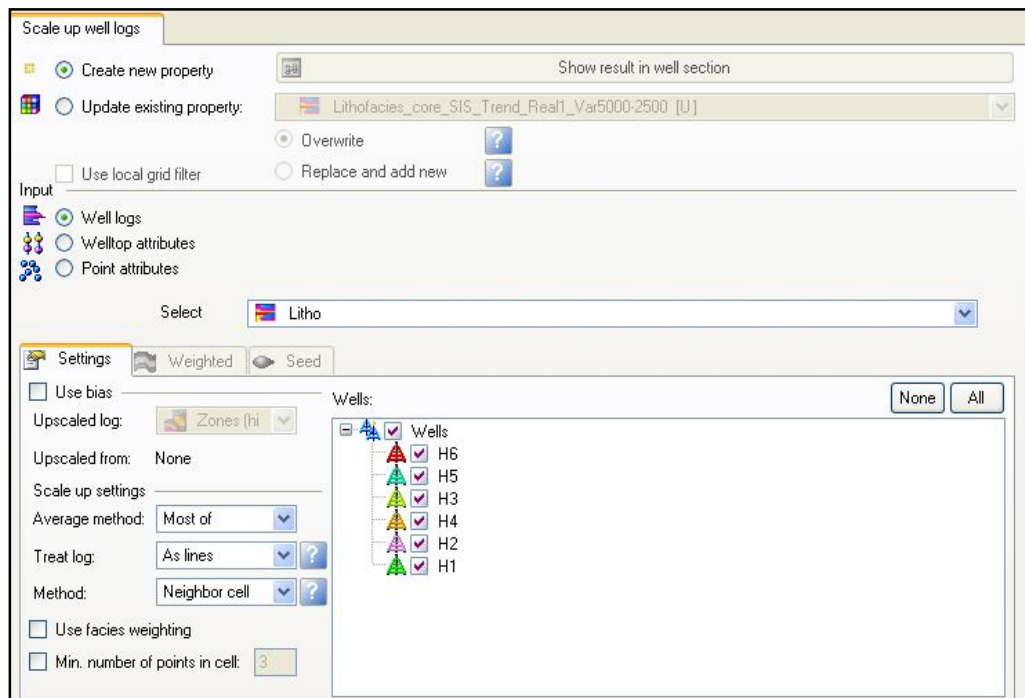 Scale up well logs
Create new property
Show result in well section
Update existing property:
Lithofacies_core_SIS_Trend_Real1_Var5000-2500 [U]
Overwrite
?
Use local grid filter
Replace and add new
?
Input
Well logs
Welltop attributes
Point attributes
Select
Litho
Settings
Weighted
Seed
Use bias
Wells:
None
All
Upscaled log:
Zones (hi
Wells
Upscaled from:
None
H6
H5
Scale up settings
H3
Average method:
Most of
H4
H2
Treat log:
As lines
?
H1
Method:
Neighbor cell
?
Use facies weighting
Min. number of points in cell:
3